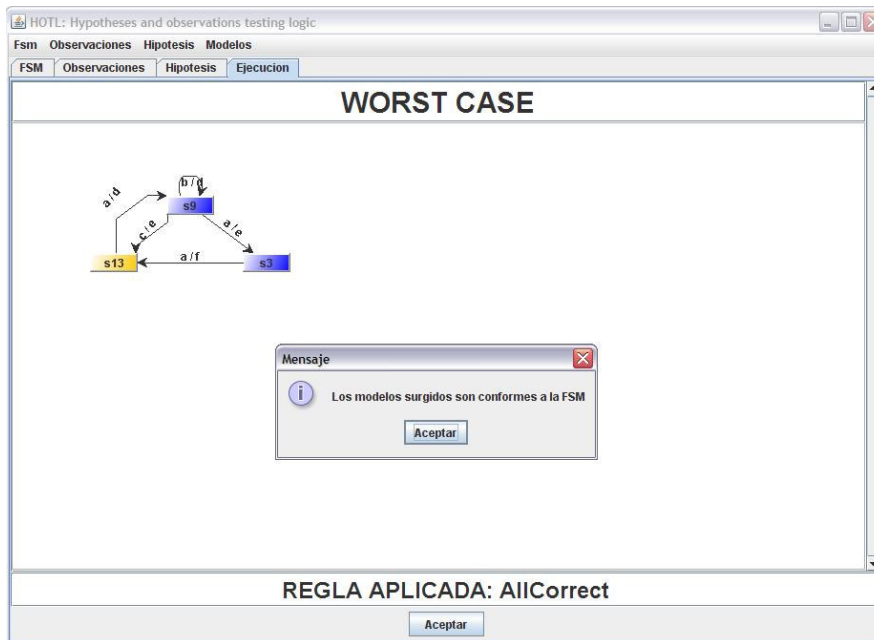 HOTL: Hypotheses and observations testing logic
Fsm Observaciones Hipotesis Modelos
FSM Observaciones Hipotesis Ejecucion
WORST CASE
a/d
b/d
s9
c/e
a/e
s13
a/f
s3
Mensaje
Los modelos surgidos son conformes a la FSM
Aceptar
REGLA APLICADA: AllCorrect
Aceptar